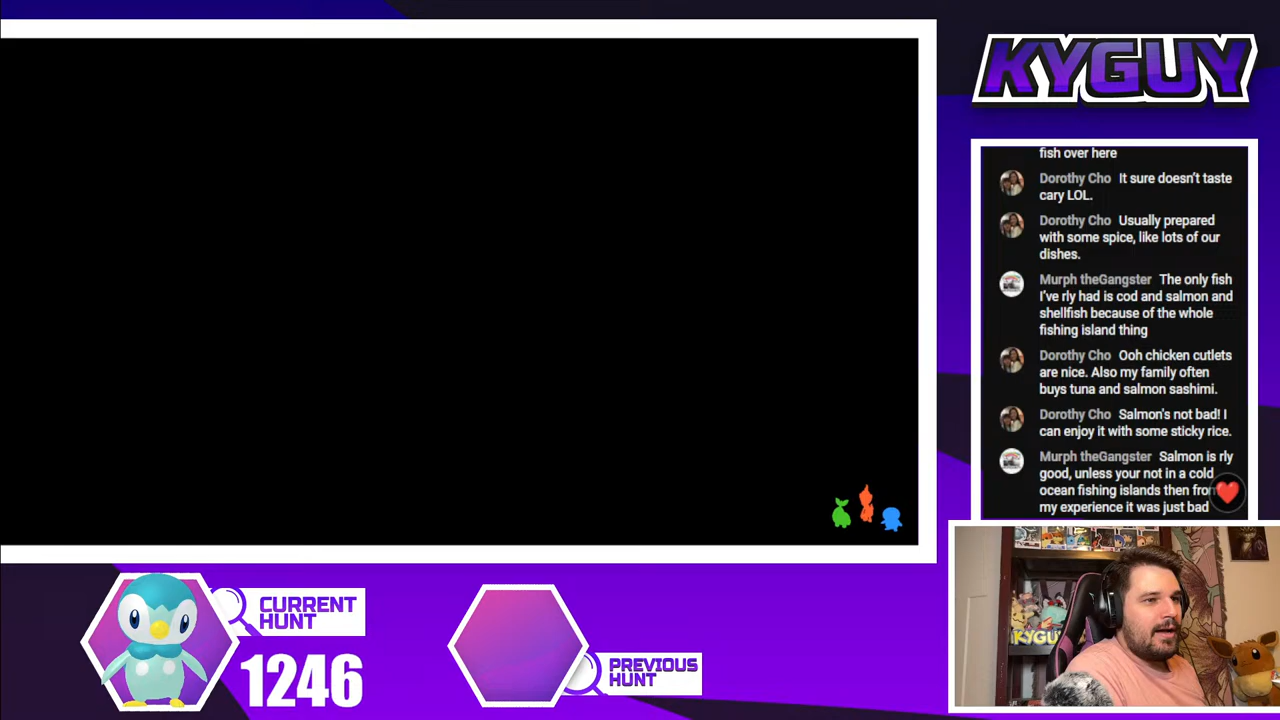 KYGUY
fish over here
Dorothy Cho It sure doesn't taste
cary LOL.
Dorothy Cho Usually prepared
with some spice, like lots of our
dishes.
Murph theGangster The only fish
I've rly had is cod and salmon and
shellfish because of the whole
fishing island thing
Dorothy Cho Ooh chicken cutlets
are nice. Also my family often
buys tuna and salmon sashimi.
Dorothy Cho Salmon's not bad! I
can enjoy it with some sticky rice.
Murph theGangster Salmon is rly
good, unless your not in a cold
ocean fishing islands then from
my experience it was just bad
CURRENT
HUNT
1246
PREVIOUS
HUNT
KYGUY